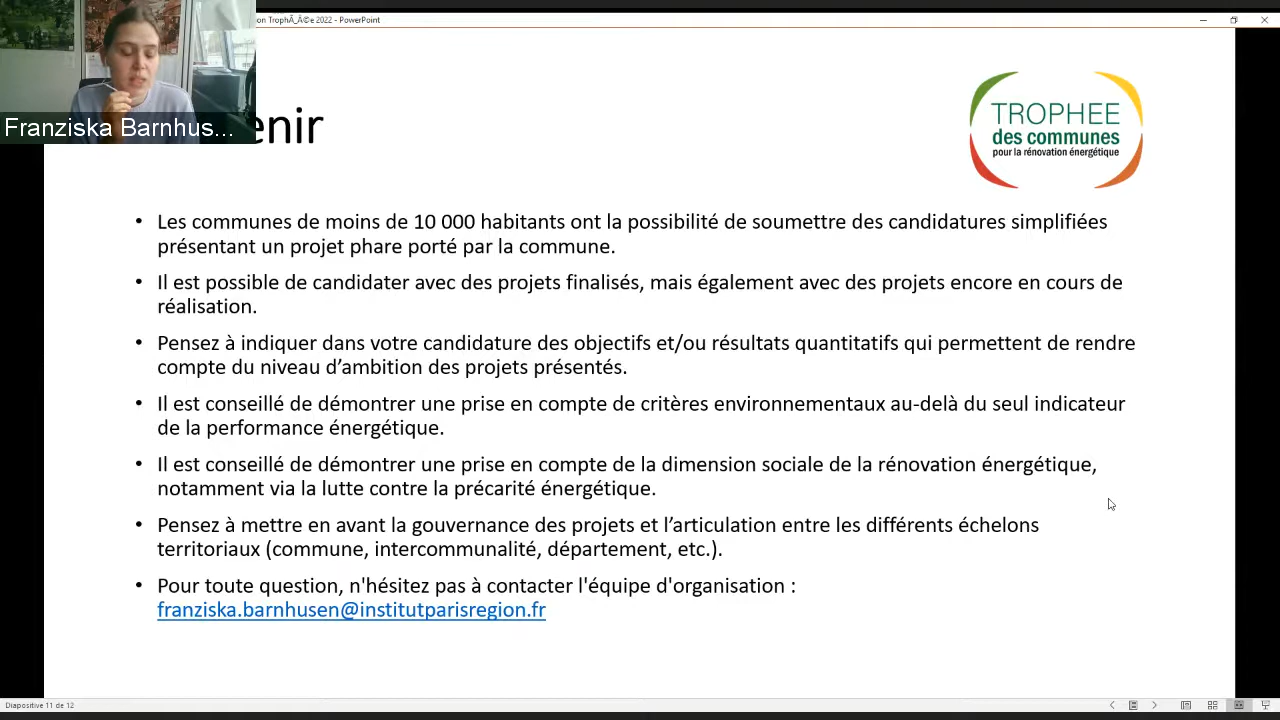 on TrophÃ_Ã©e 2022 - PowerPoint
Franziska Barnhus...
enir
TROPHEE
des communes
pour la rénovation énergétique
• Les communes de moins de 10 000 habitants ont la possibilité de soumettre des candidatures simplifiées
présentant un projet phare porté par la commune.
• Il est possible de candidater avec des projets finalisés, mais également avec des projets encore en cours de
réalisation.
• Pensez à indiquer dans votre candidature des objectifs et/ou résultats quantitatifs qui permettent de rendre
compte du niveau d’ambition des projets présentés.
• Il est conseillé de démontrer une prise en compte de critères environnementaux au-delà du seul indicateur
de la performance énergétique.
• Il est conseillé de démontrer une prise en compte de la dimension sociale de la rénovation énergétique,
notamment via la lutte contre la précarité énergétique.
• Pensez à mettre en avant la gouvernance des projets et l’articulation entre les différents échelons
territoriaux (commune, intercommunalité, département, etc.).
• Pour toute question, n'hésitez pas à contacter l'équipe d'organisation :
franziska.barnhusen@institutparisregion.fr
Diapositive 11 de 12